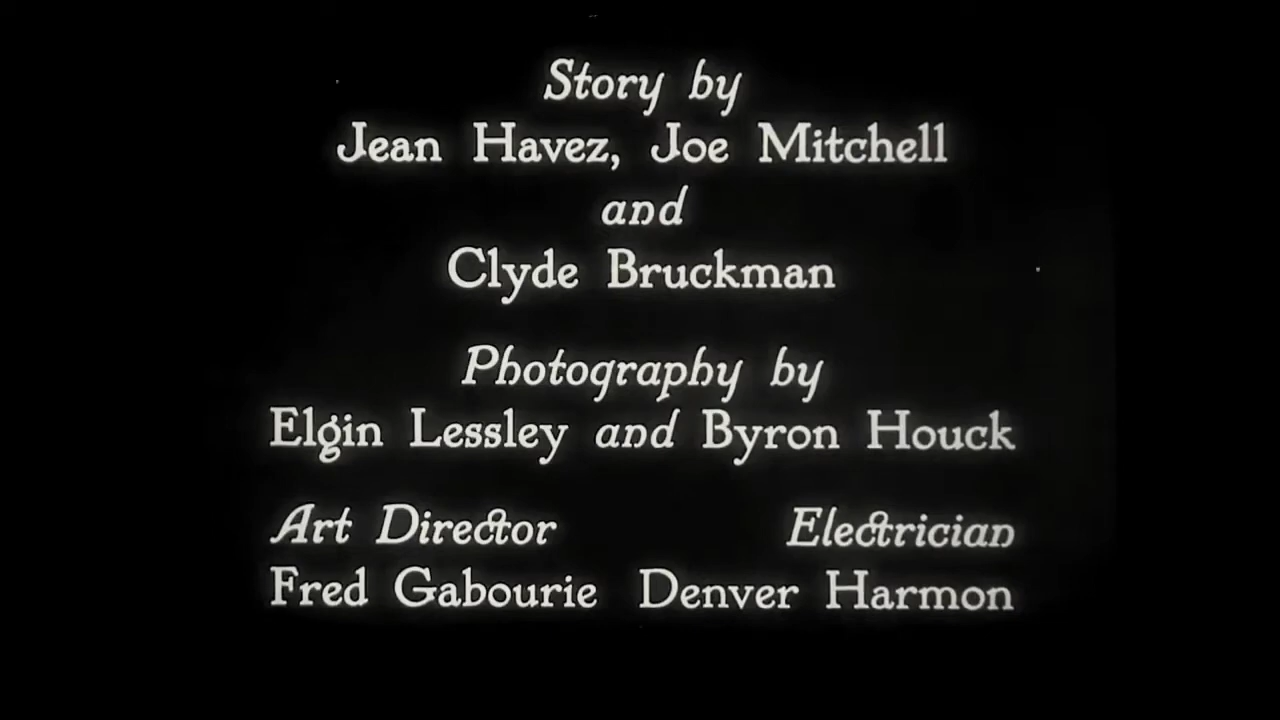 Story by
Jean Havez, Joe Mitchell
and
Clyde Bruckman
Photography by
Elgin Lessley and Byron Houck
Art Director Electrician
Fred Gabourie Denver Harmon